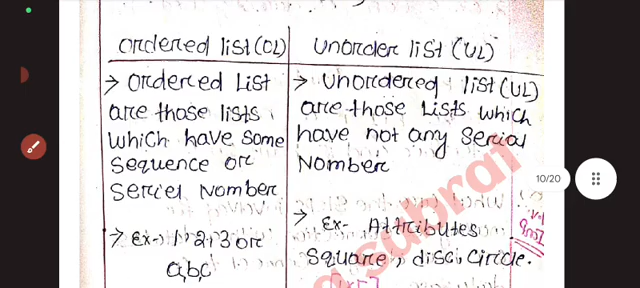 Ordered list (OL)
Unorder list (UL)
→ Ordered List
are those lists
which have some
Sequence or
Seriel Nomber
→ Ex- 1, 2, 3 or
a,b,c
→ Unordered list (UL)
are those Lists which
have not any Serial
Nomber
→ Ex- Attributes
Square, disc, Circle.
10/20